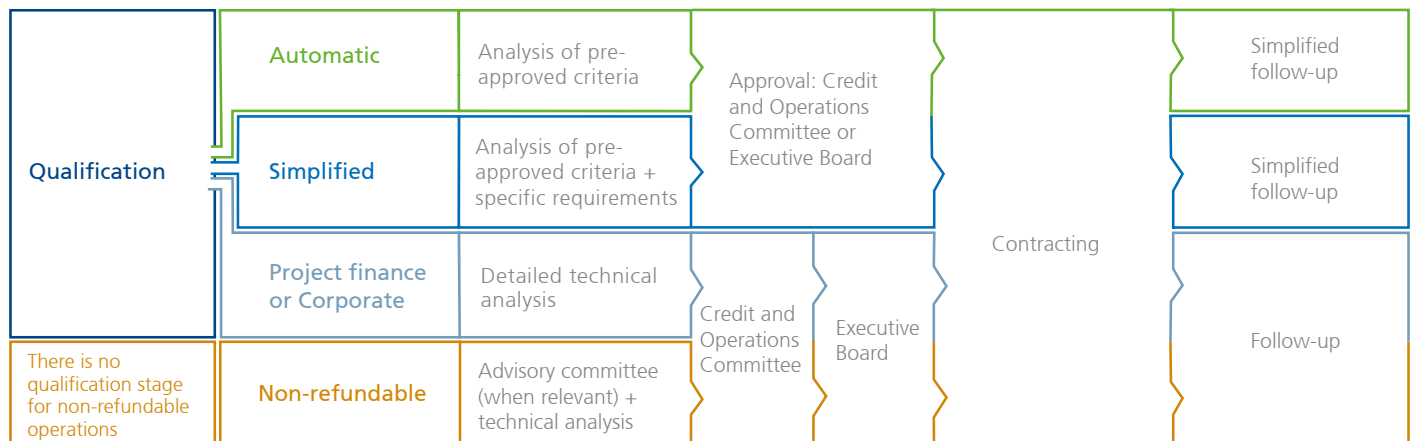 Qualification
Automatic
Analysis of pre-
approved criteria
Approval: Credit
and Operations
Committee or
Executive Board
Simplified
follow-up
Simplified
Analysis of pre-
approved criteria +
specific requirements
Simplified
follow-up
Contracting
Project finance
or Corporate
Detailed technical
analysis
Credit and
Operations
Committee
Executive
Board
Follow-up
There is no
qualification stage
for non-refundable
operations
Non-refundable
Advisory committee
(when relevant) +
technical analysis